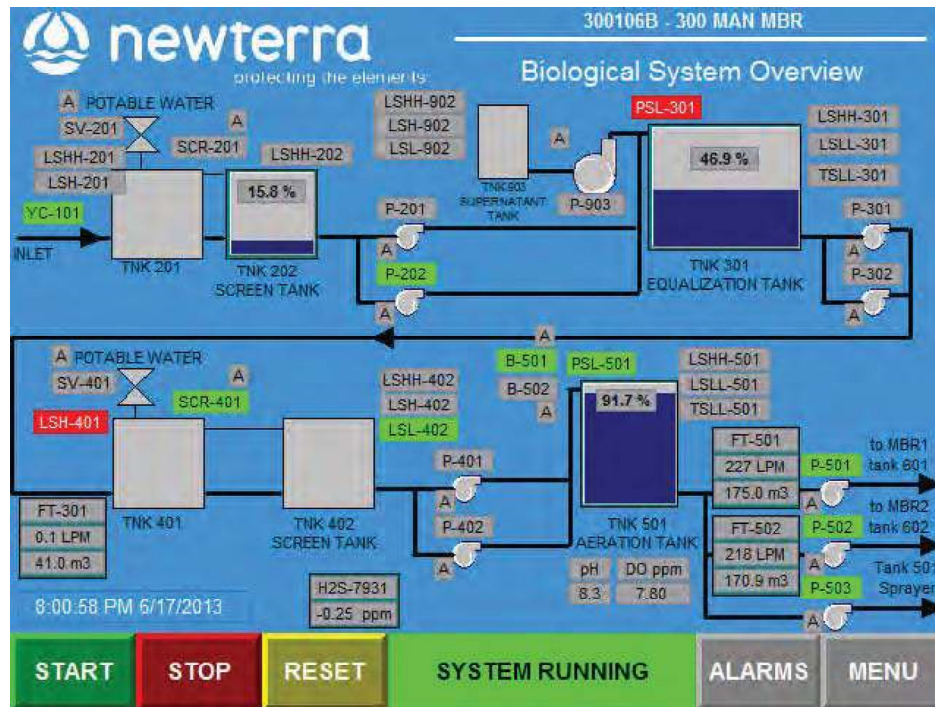 newterra
protecting the elements
300106B - 300 MAN MBR
Biological System Overview
A POTABLE WATER
SV-201
A
SCR-201
LSHH-201
LSH-201
LSHH-202
YC-101
INLET
TNK 201
15.8 %
TNK 202
SCREEN TANK
LSHH-902
LSH-902
LSL-902
TNK903
SUPERNATANT
TANK
A
P-903
P-201
A
P-202
A
PSL-301
46.9 %
TNK 301
EQUALIZATION TANK
LSHH-301
LSLL-301
TSLL-301
P-301
A
P-302
A
A
A POTABLE WATER
SV-401
A
SCR-401
LSH-401
TNK 401
TNK 402
SCREEN TANK
LSHH-402
LSH-402
LSL-402
P-401
A
P-402
A
B-501
B-502
A
PSL-501
91.7 %
TNK 501
AERATION TANK
LSHH-501
LSLL-501
TSLL-501
pH
8.3
DO ppm
7.80
FT-501
227 LPM
175.0 m3
P-501
A
to MBR1
tank 601
FT-502
218 LPM
170.9 m3
P-502
A
to MBR2
tank 602
P-503
A
Tank 501
Sprayer
FT-301
0.1 LPM
41.0 m3
H2S-7931
-0.25 ppm
8:00:58 PM 6/17/2013
START
STOP
RESET
SYSTEM RUNNING
ALARMS
MENU